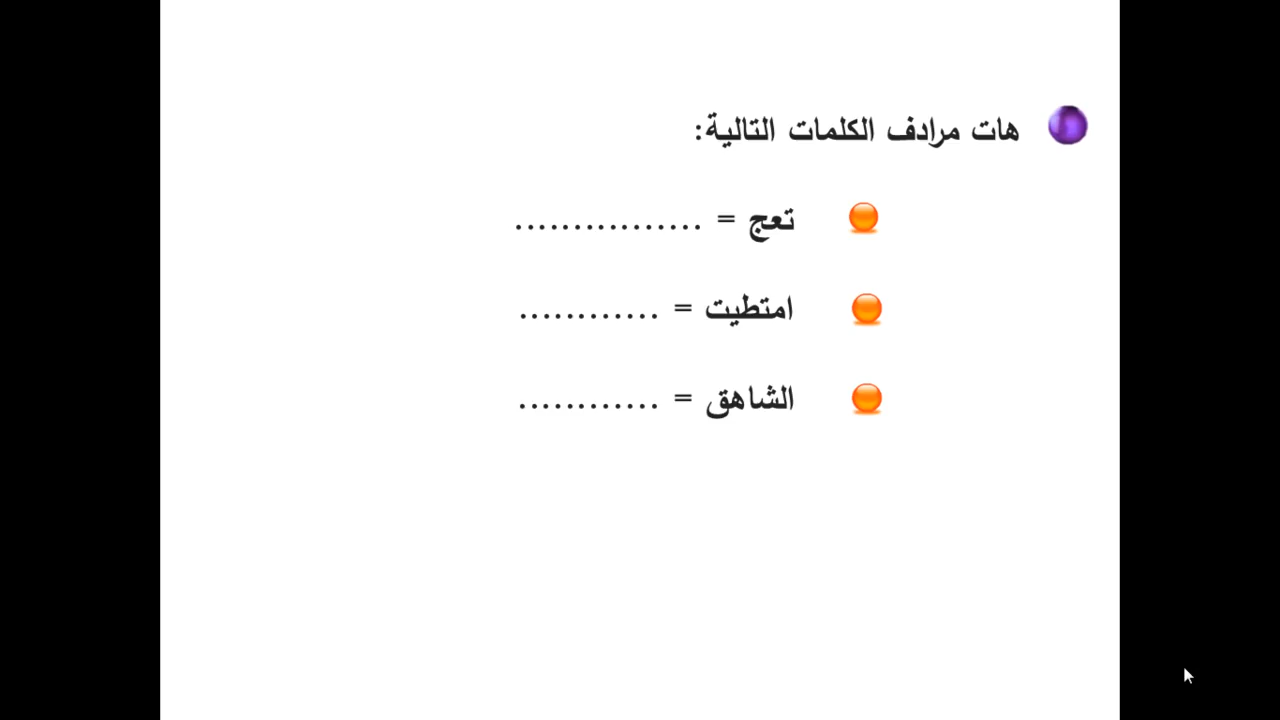 هات مرادف الكلمات التالية:
تعج = ................
امتطيت = ............
الشاهق = ............